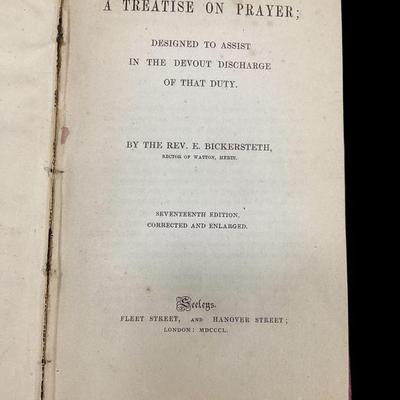 A TREATISE ON PRAYER;
DESIGNED TO ASSIST
IN THE DEVOUT DISCHARGE
OF THAT DUTY.
BY THE REV. E. BICKERSTETH,
RECTOR OF WATTON, HERTS.
SEVENTEENTH EDITION,
CORRECTED AND ENLARGED.
Seeleys.
FLEET STREET, AND HANOVER STREET;
LONDON: MDCCCL.